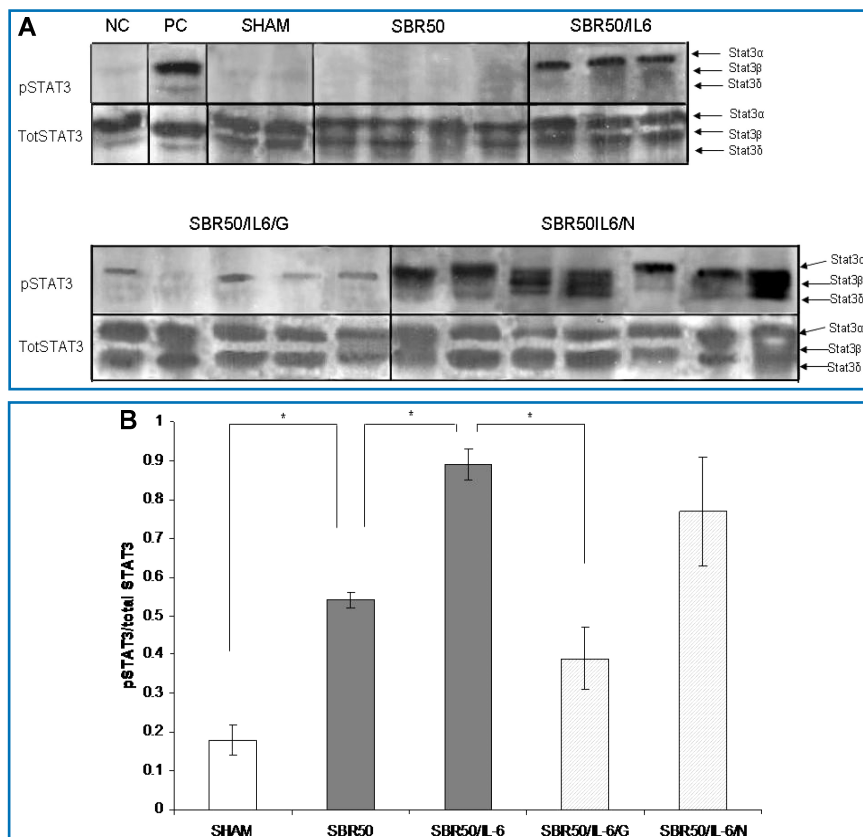 A
NC PC SHAM SBR50 SBR50/IL6
pSTAT3
Stat3α
Stat3β
Stat3δ
TotSTAT3
Stat3α
Stat3β
Stat3δ
SBR50/IL6/G SBR50IL6/N
pSTAT3
Stat3α
Stat3β
Stat3δ
TotSTAT3
Stat3α
Stat3β
Stat3δ
B
* * *
pSTAT3/total STAT3
1
0.9
0.8
0.7
0.6
0.5
0.4
0.3
0.2
0.1
0
SHAM SBR50 SBR50/IL-6 SBR50/IL-6/G SBR50/IL-6/N